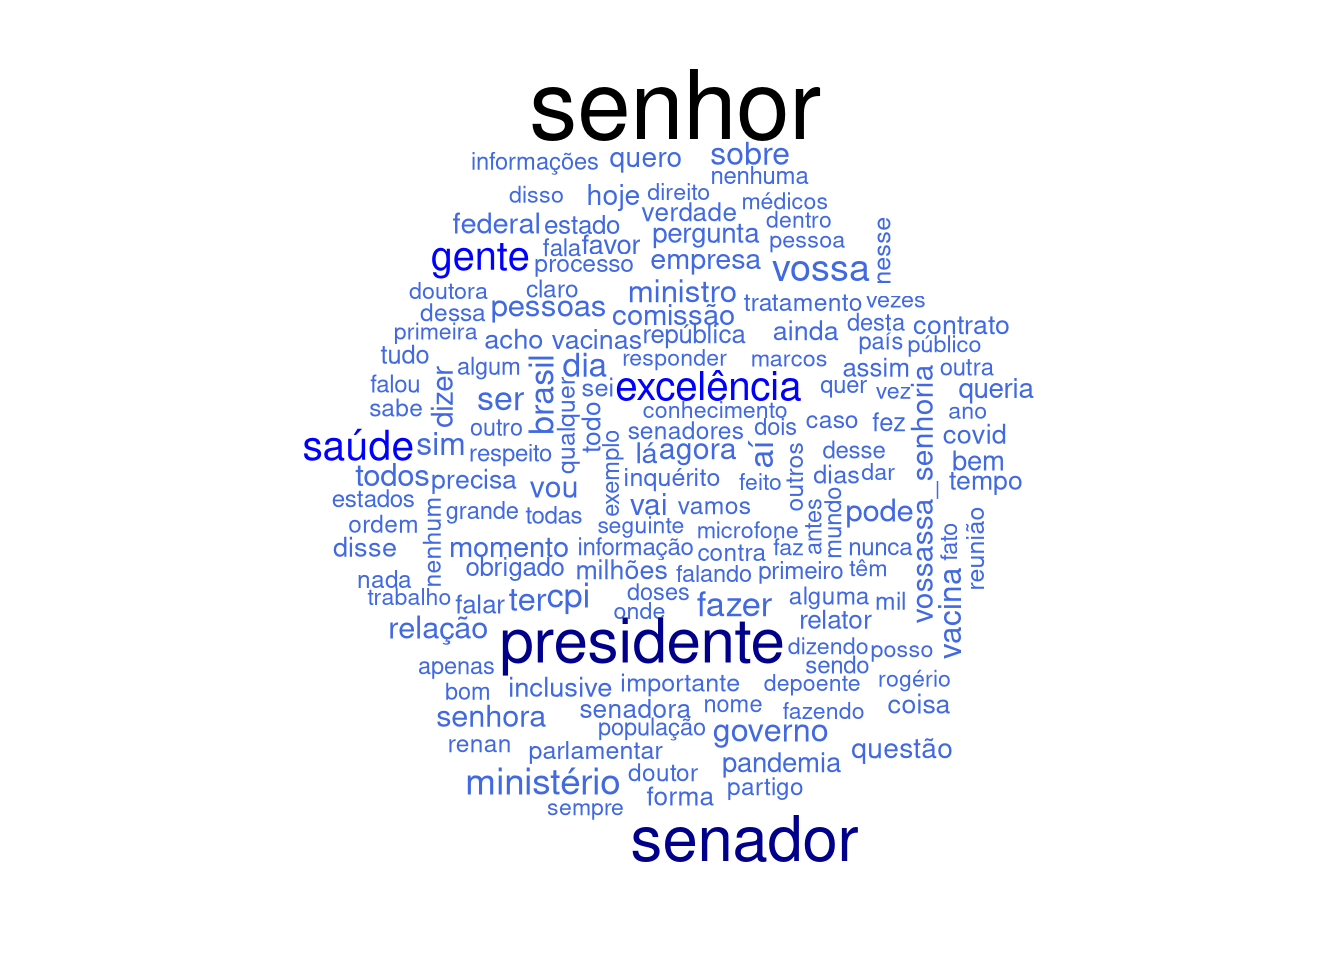 senhor
informações quero sobre
nenhuma
disso hoje direito médicos
federal estado verdade dentro
gente fala favor pergunta pessoa nesse
processo empresa vossa
doutora claro ministro tratamento vezes
dessa pessoas comissão desta contrato
primeira acho vacinas república ainda país público
tudo algum brasil dia responder marcos assim outra
falou dizer ser qualquer sei excelência quer vez senhoria queria
sabe outro todo conhecimento caso fez ano
saúde sim respeito senadores dois covid
lá agora aí desse bem
todos precisa vou exemplo inquérito feito outros dias dar _ tempo
estados grande todas vai vamos antes mundo pode vossassa
ordem nenhum seguinte microfone fato reunião
disse momento informação contra faz nunca
obrigado milhões falando primeiro têm
nada
trabalho falar ter cpi doses fazer alguma mil vacina
relação onde relator
presidente dizendo posso
apenas sendo
bom inclusive importante depoente rogério
senhora senadora nome fazendo coisa
renan população governo
parlamentar questão
ministério doutor pandemia
sempre forma partigo
senador